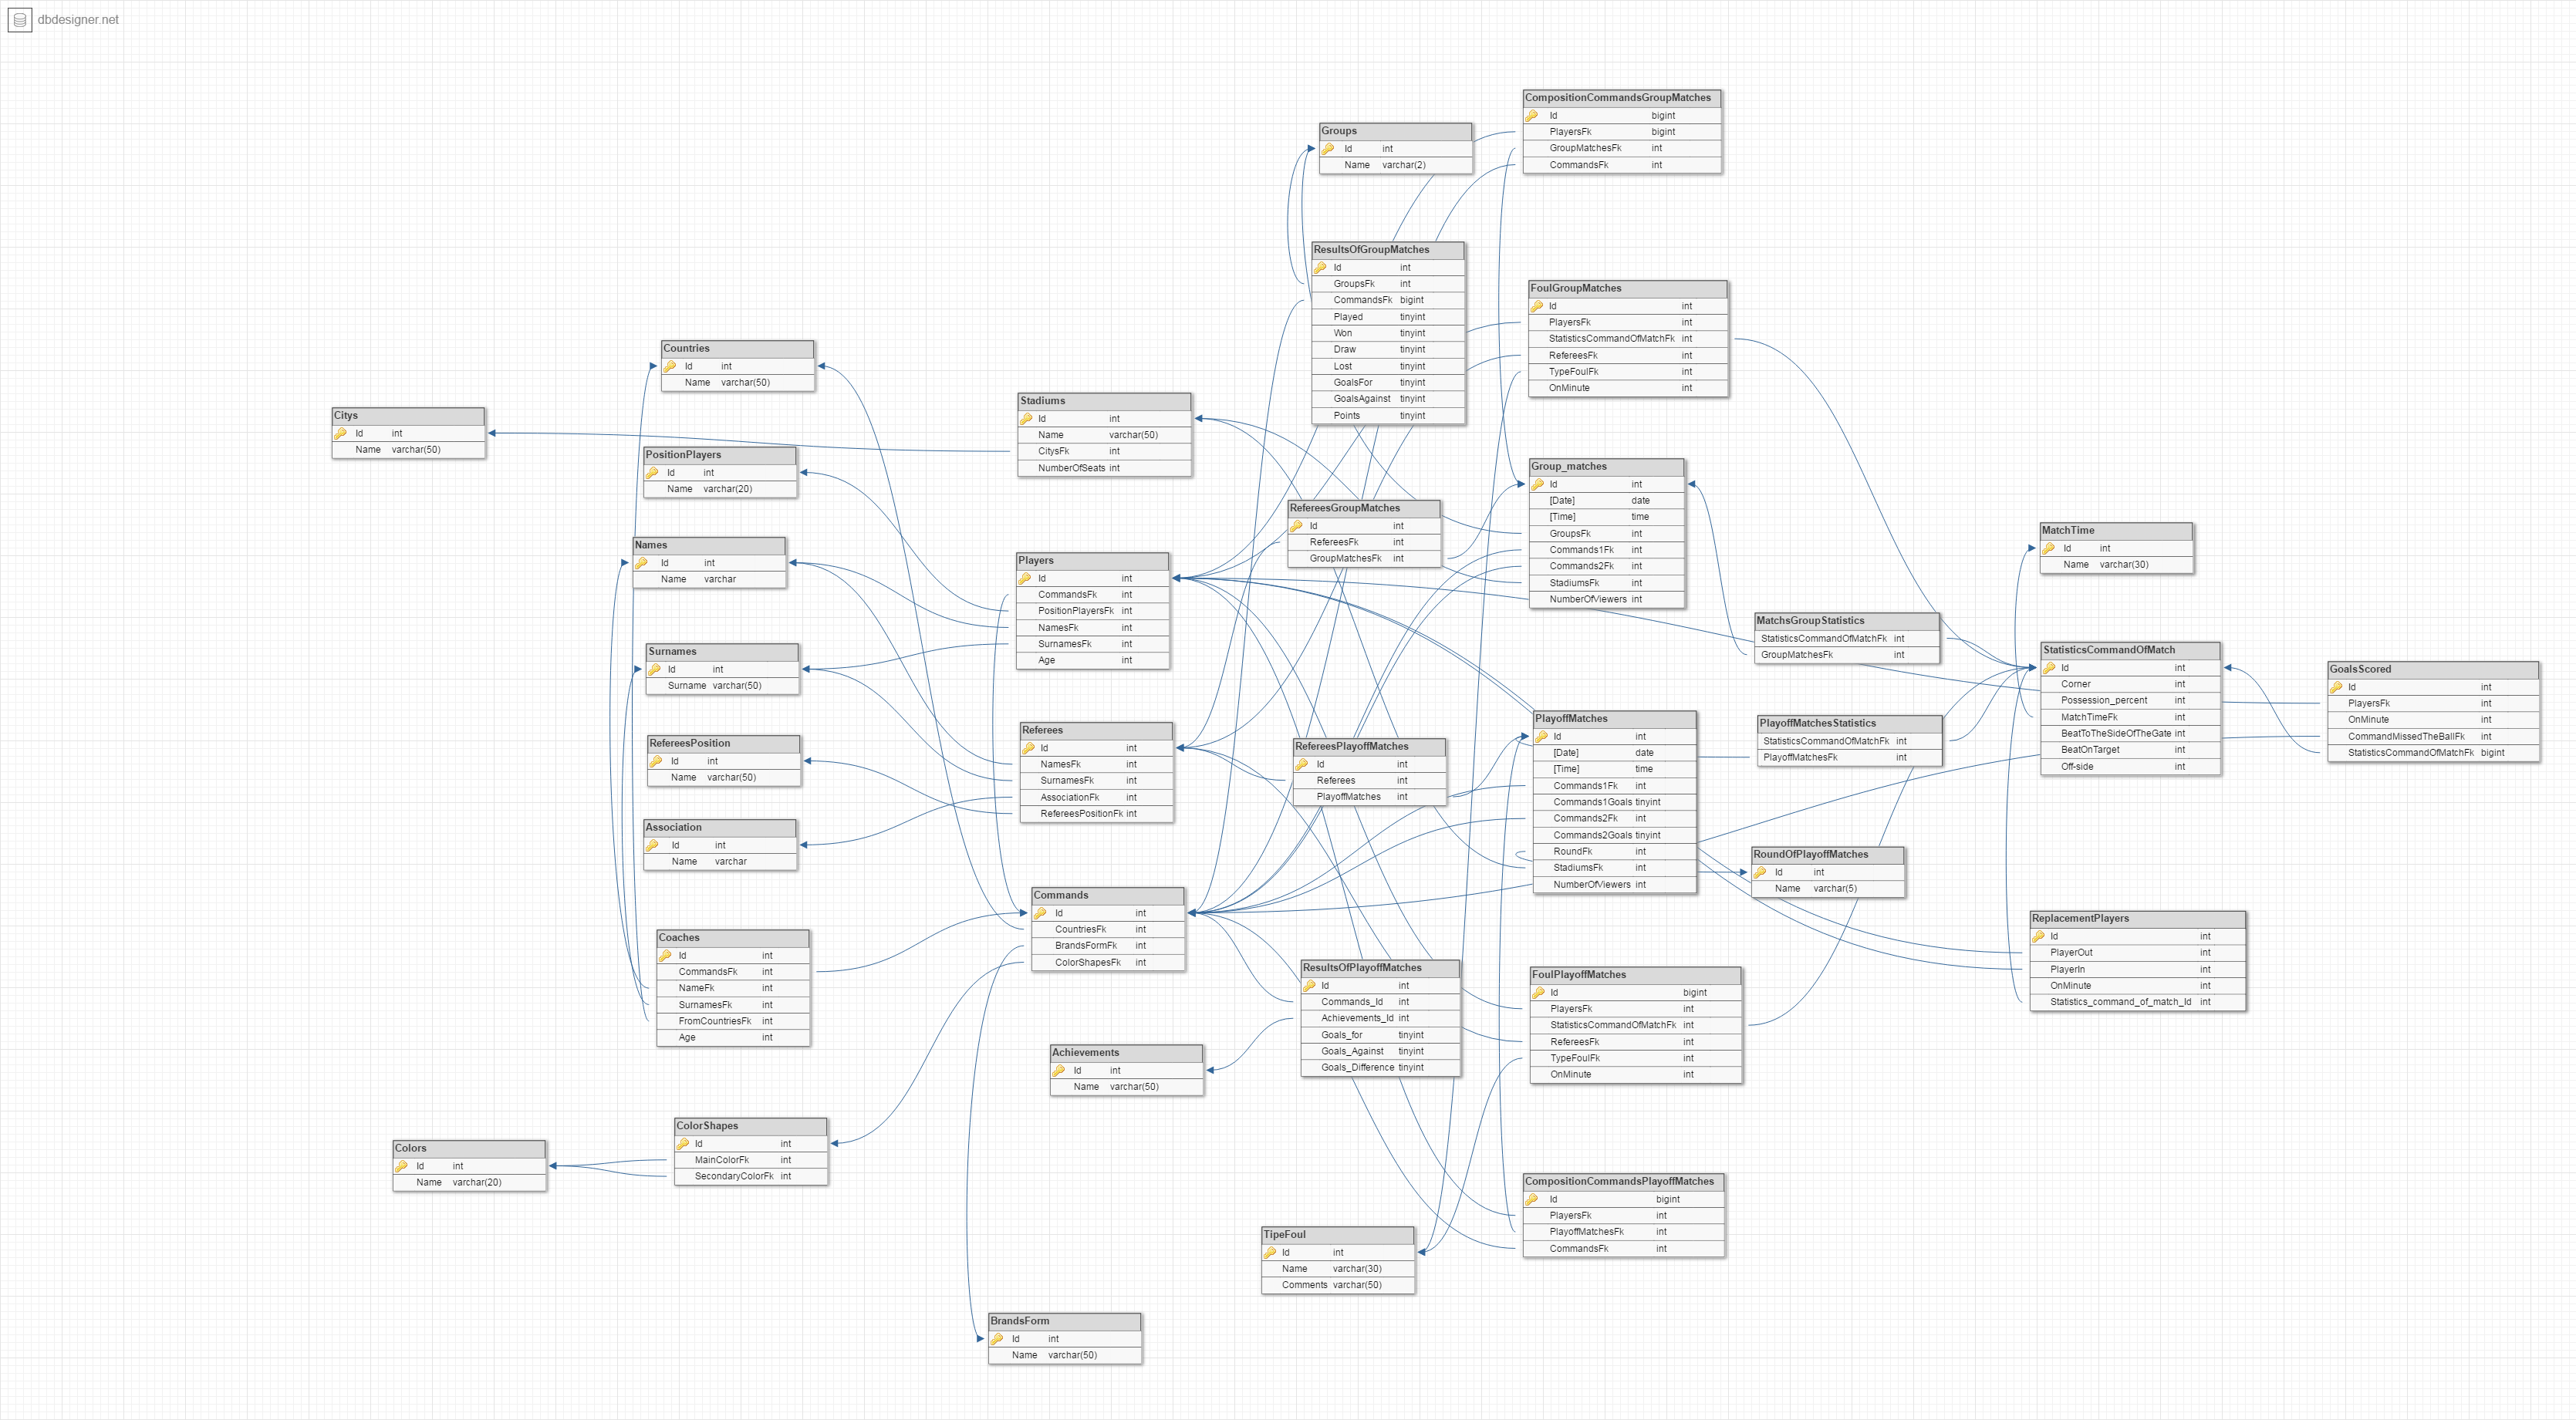 dbdesigner.net
CompositionCommandsGroupMatches
Id bigint
PlayersFk bigint
GroupMatchesFk int
CommandsFk int
Groups
Id int
Name varchar(2)
ResultsOfGroupMatches
Id int
GroupsFk int
CommandsFk bigint
Played tinyint
Won tinyint
Draw tinyint
Lost tinyint
GoalsFor tinyint
GoalsAgainst tinyint
Points tinyint
FoulGroupMatches
Id int
PlayersFk int
StatisticsCommandOfMatchFk int
RefereesFk int
TypeFoulFk int
OnMinute int
Countries
Id int
Name varchar(50)
Citys
Id int
Name varchar(50)
Stadiums
Id int
Name varchar(50)
CitysFk int
NumberOfSeats int
PositionPlayers
Id int
Name varchar(20)
Group_matches
Id int
[Date] date
[Time] time
GroupsFk int
Commands1Fk int
Commands2Fk int
StadiumsFk int
NumberOfViewers int
RefereesGroupMatches
Id int
RefereesFk int
GroupMatchesFk int
Names
Id int
Name varchar
Players
Id int
CommandsFk int
PositionPlayersFk int
NamesFk int
SurnamesFk int
Age int
MatchTime
Id int
Name varchar(30)
MatchsGroupStatistics
StatisticsCommandOfMatchFk int
GroupMatchesFk int
Surnames
Id int
Surname varchar(50)
StatisticsCommandOfMatch
Id int
Corner int
Possession_percent int
MatchTimeFk int
BeatToTheSideOfTheGate int
BeatOnTarget int
Off-side int
GoalsScored
Id int
PlayersFk int
OnMinute int
CommandMissedTheBallFk int
StatisticsCommandOfMatchFk bigint
PlayoffMatches
Id int
[Date] date
[Time] time
Commands1Fk int
Commands1Goals tinyint
Commands2Fk int
Commands2Goals tinyint
RoundFk int
StadiumsFk int
NumberOfViewers int
PlayoffMatchesStatistics
StatisticsCommandOfMatchFk int
PlayoffMatchesFk int
Referees
Id int
NamesFk int
SurnamesFk int
AssociationFk int
RefereesPositionFk int
RefereesPosition
Id int
Name varchar(50)
RefereesPlayoffMatches
Id int
Referees int
PlayoffMatches int
Association
Id int
Name varchar
RoundOfPlayoffMatches
Id int
Name varchar(5)
Commands
Id int
CountriesFk int
BrandsFormFk int
ColorShapesFk int
ReplacementPlayers
Id int
PlayerOut int
PlayerIn int
OnMinute int
Statistics_command_of_match_Id int
Coaches
Id int
CommandsFk int
NameFk int
SurnamesFk int
FromCountriesFk int
Age int
ResultsOfPlayoffMatches
Id int
Commands_Id int
Achievements_Id int
Goals_for tinyint
Goals_Against tinyint
Goals_Difference tinyint
FoulPlayoffMatches
Id bigint
PlayersFk int
StatisticsCommandOfMatchFk int
RefereesFk int
TypeFoulFk int
OnMinute int
Achievements
Id int
Name varchar(50)
ColorShapes
Id int
MainColorFk int
SecondaryColorFk int
Colors
Id int
Name varchar(20)
CompositionCommandsPlayoffMatches
Id bigint
PlayersFk int
PlayoffMatchesFk int
CommandsFk int
TipeFoul
Id int
Name varchar(30)
Comments varchar(50)
BrandsForm
Id int
Name varchar(50)